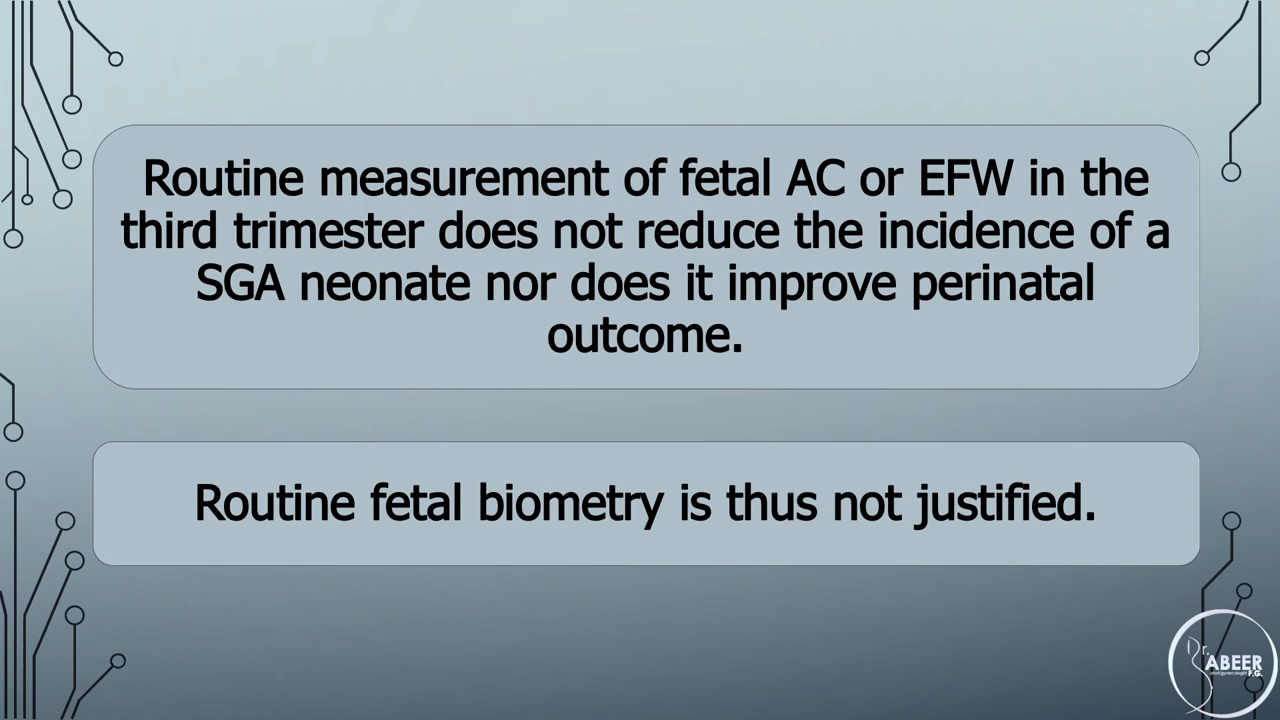 Routine measurement of fetal AC or EFW in the
third trimester does not reduce the incidence of a
SGA neonate nor does it improve perinatal
outcome.
Routine fetal biometry is thus not justified.
Dr.
ABEER
F.G.